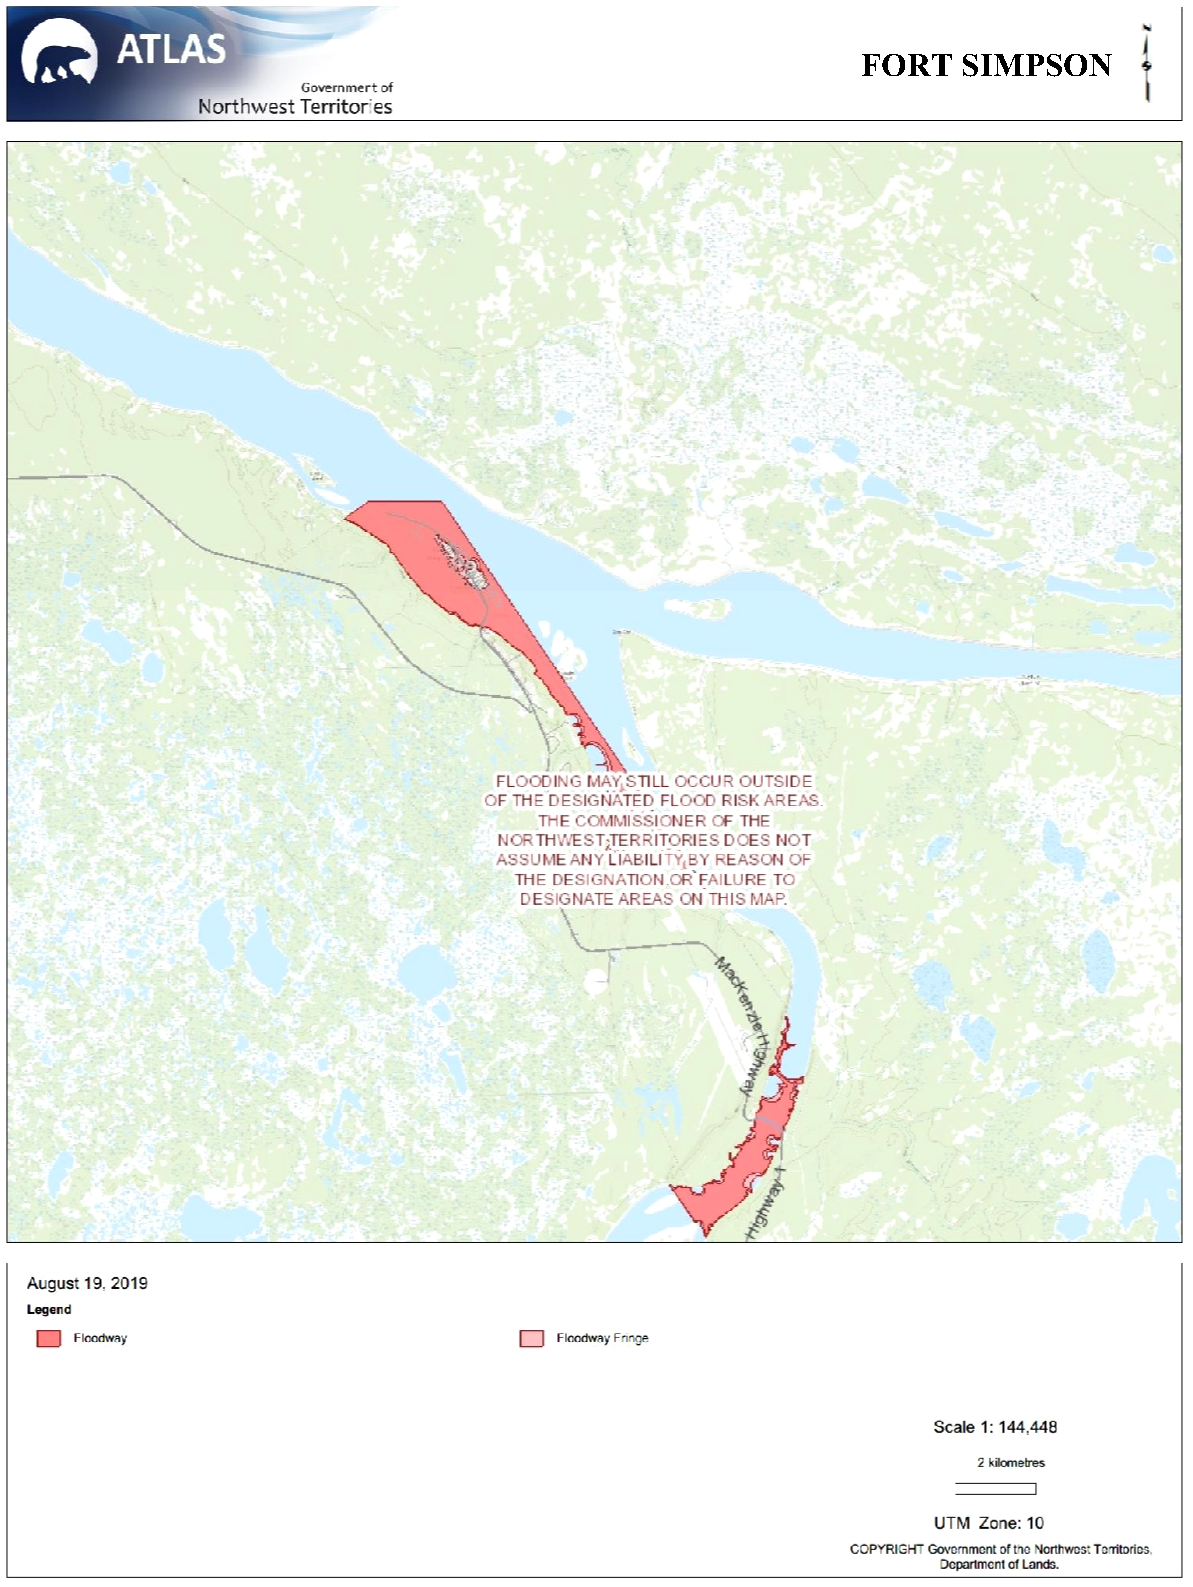 ATLAS
Government of
Northwest Territories
FORT SIMPSON
N
FLOODING MAY STILL OCCUR OUTSIDE
OF THE DESIGNATED FLOOD RISK AREAS.
THE COMMISSIONER OF THE
NORTHWEST TERRITORIES DOES NOT
ASSUME ANY LIABILITY BY REASON OF
THE DESIGNATION OR FAILURE TO
DESIGNATE AREAS ON THIS MAP.
MacKenzie Highway
Highway 1
August 19, 2019
Legend
Floodway
Floodway Fringe
Scale 1: 144,448
2 kilometres
UTM Zone: 10
COPYRIGHT Government of the Northwest Territories,
Department of Lands.